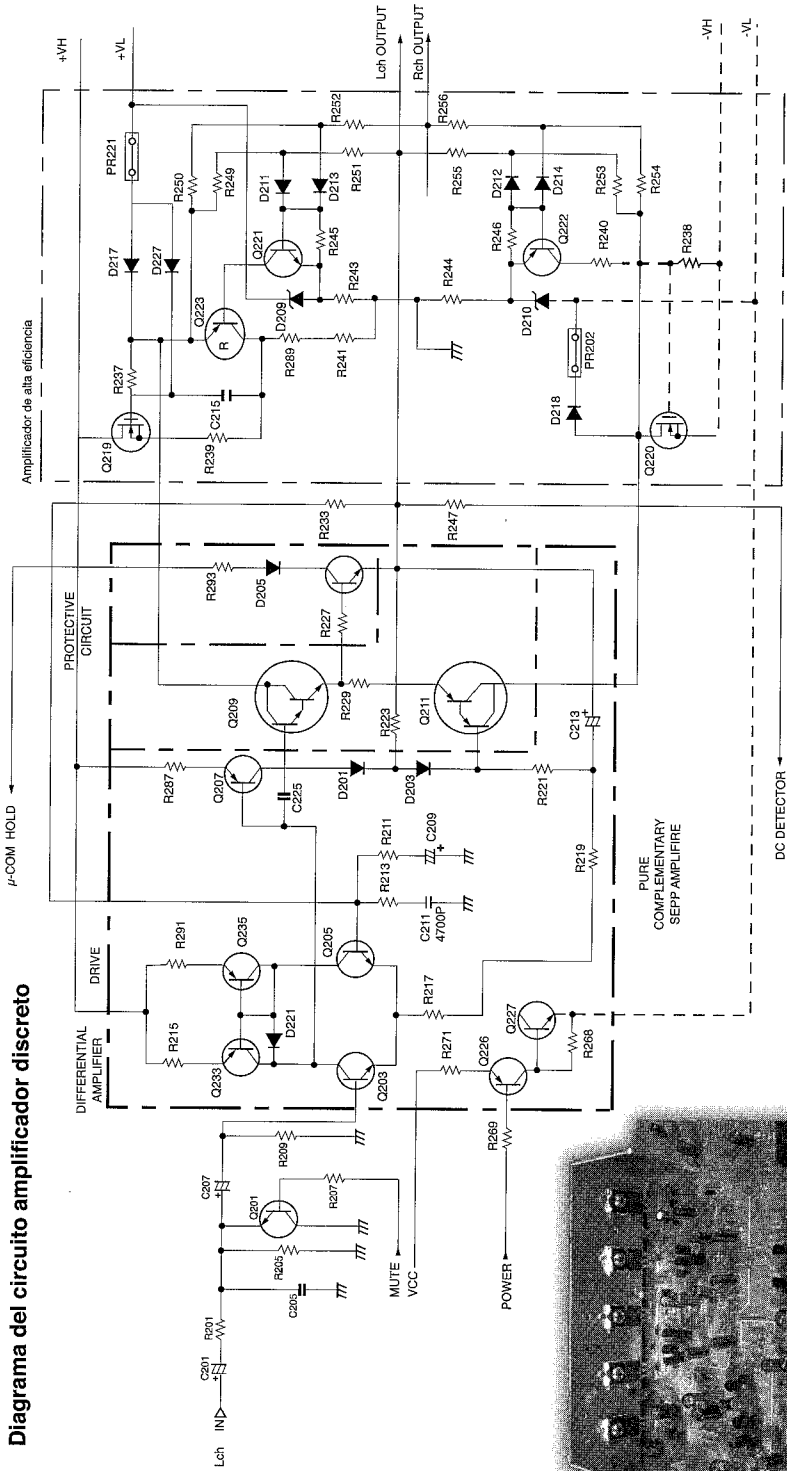 Diagrama del circuito amplificador discreto
Lch IN
C201
R201
C205
R205
Q201
C207
R207
R209
MUTE
VCC
POWER
R269
DIFFERENTIAL
AMPLIFIER
DRIVE
R215
R291
Q233
Q235
D221
Q203
Q205
R217
R271
Q226
Q227
R268
R213
R211
C211
4700P
C209
+
μ-COM HOLD
PROTECTIVE
CIRCUIT
R287
Q207
C225
D201
D203
R221
R219
Q209
R229
R223
Q211
R227
R293
D205
C213
+
PURE
COMPLEMENTARY
SEPP AMPLIFIRE
DC DETECTOR
R233
R247
Amplificador de alta eficiencia
Q219
R237
R239
C215
D217
D227
Q223
R
R289
R241
PR221
R250
R249
Q221
D209
R245
R243
D211
D213
R251
R252
R244
D210
R246
Q222
R240
D212
D214
R255
R256
R253
R254
R238
PR202
D218
Q220
+VH
+VL
Lch OUTPUT
Rch OUTPUT
-VH
-VL